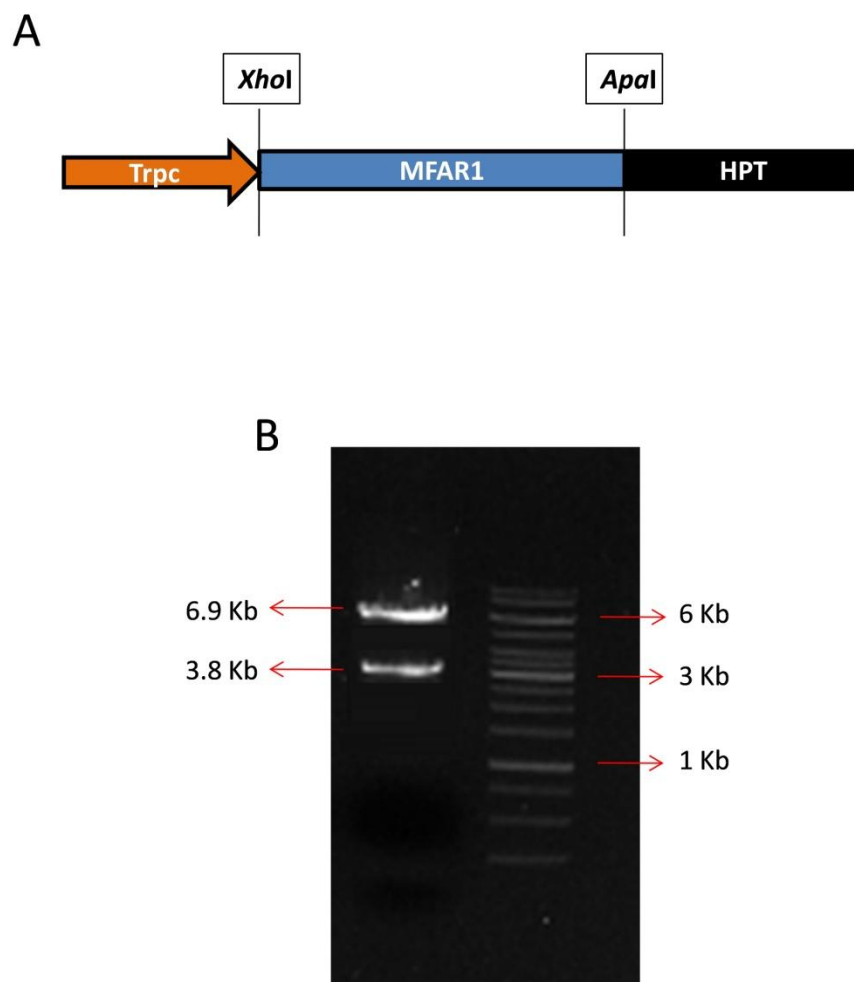 A
XhoI
ApaI
Trpc
MFAR1
HPT
B
6.9 Kb
6 Kb
3.8 Kb
3 Kb
1 Kb